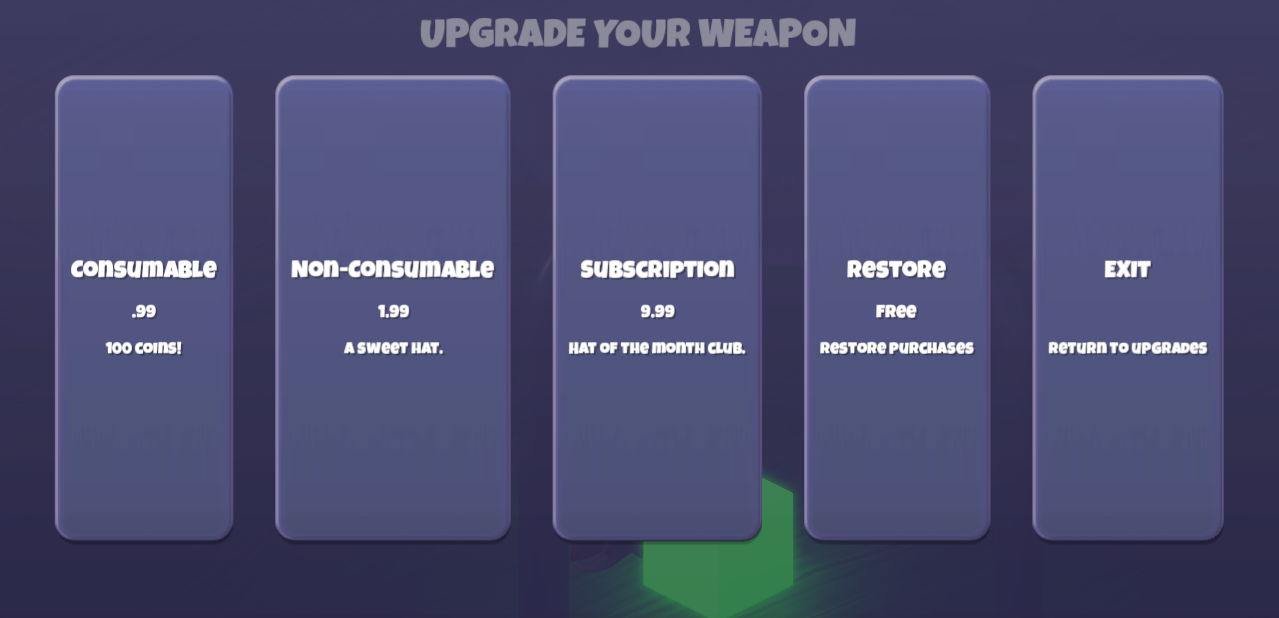 UPGRADE YOUR WEAPON
Consumable
.99
100 coins!
Non-Consumable
1.99
A sweet hat.
Subscription
9.99
Hat of the month club.
Restore
Free
Restore purchases
Exit
Return to upgrades